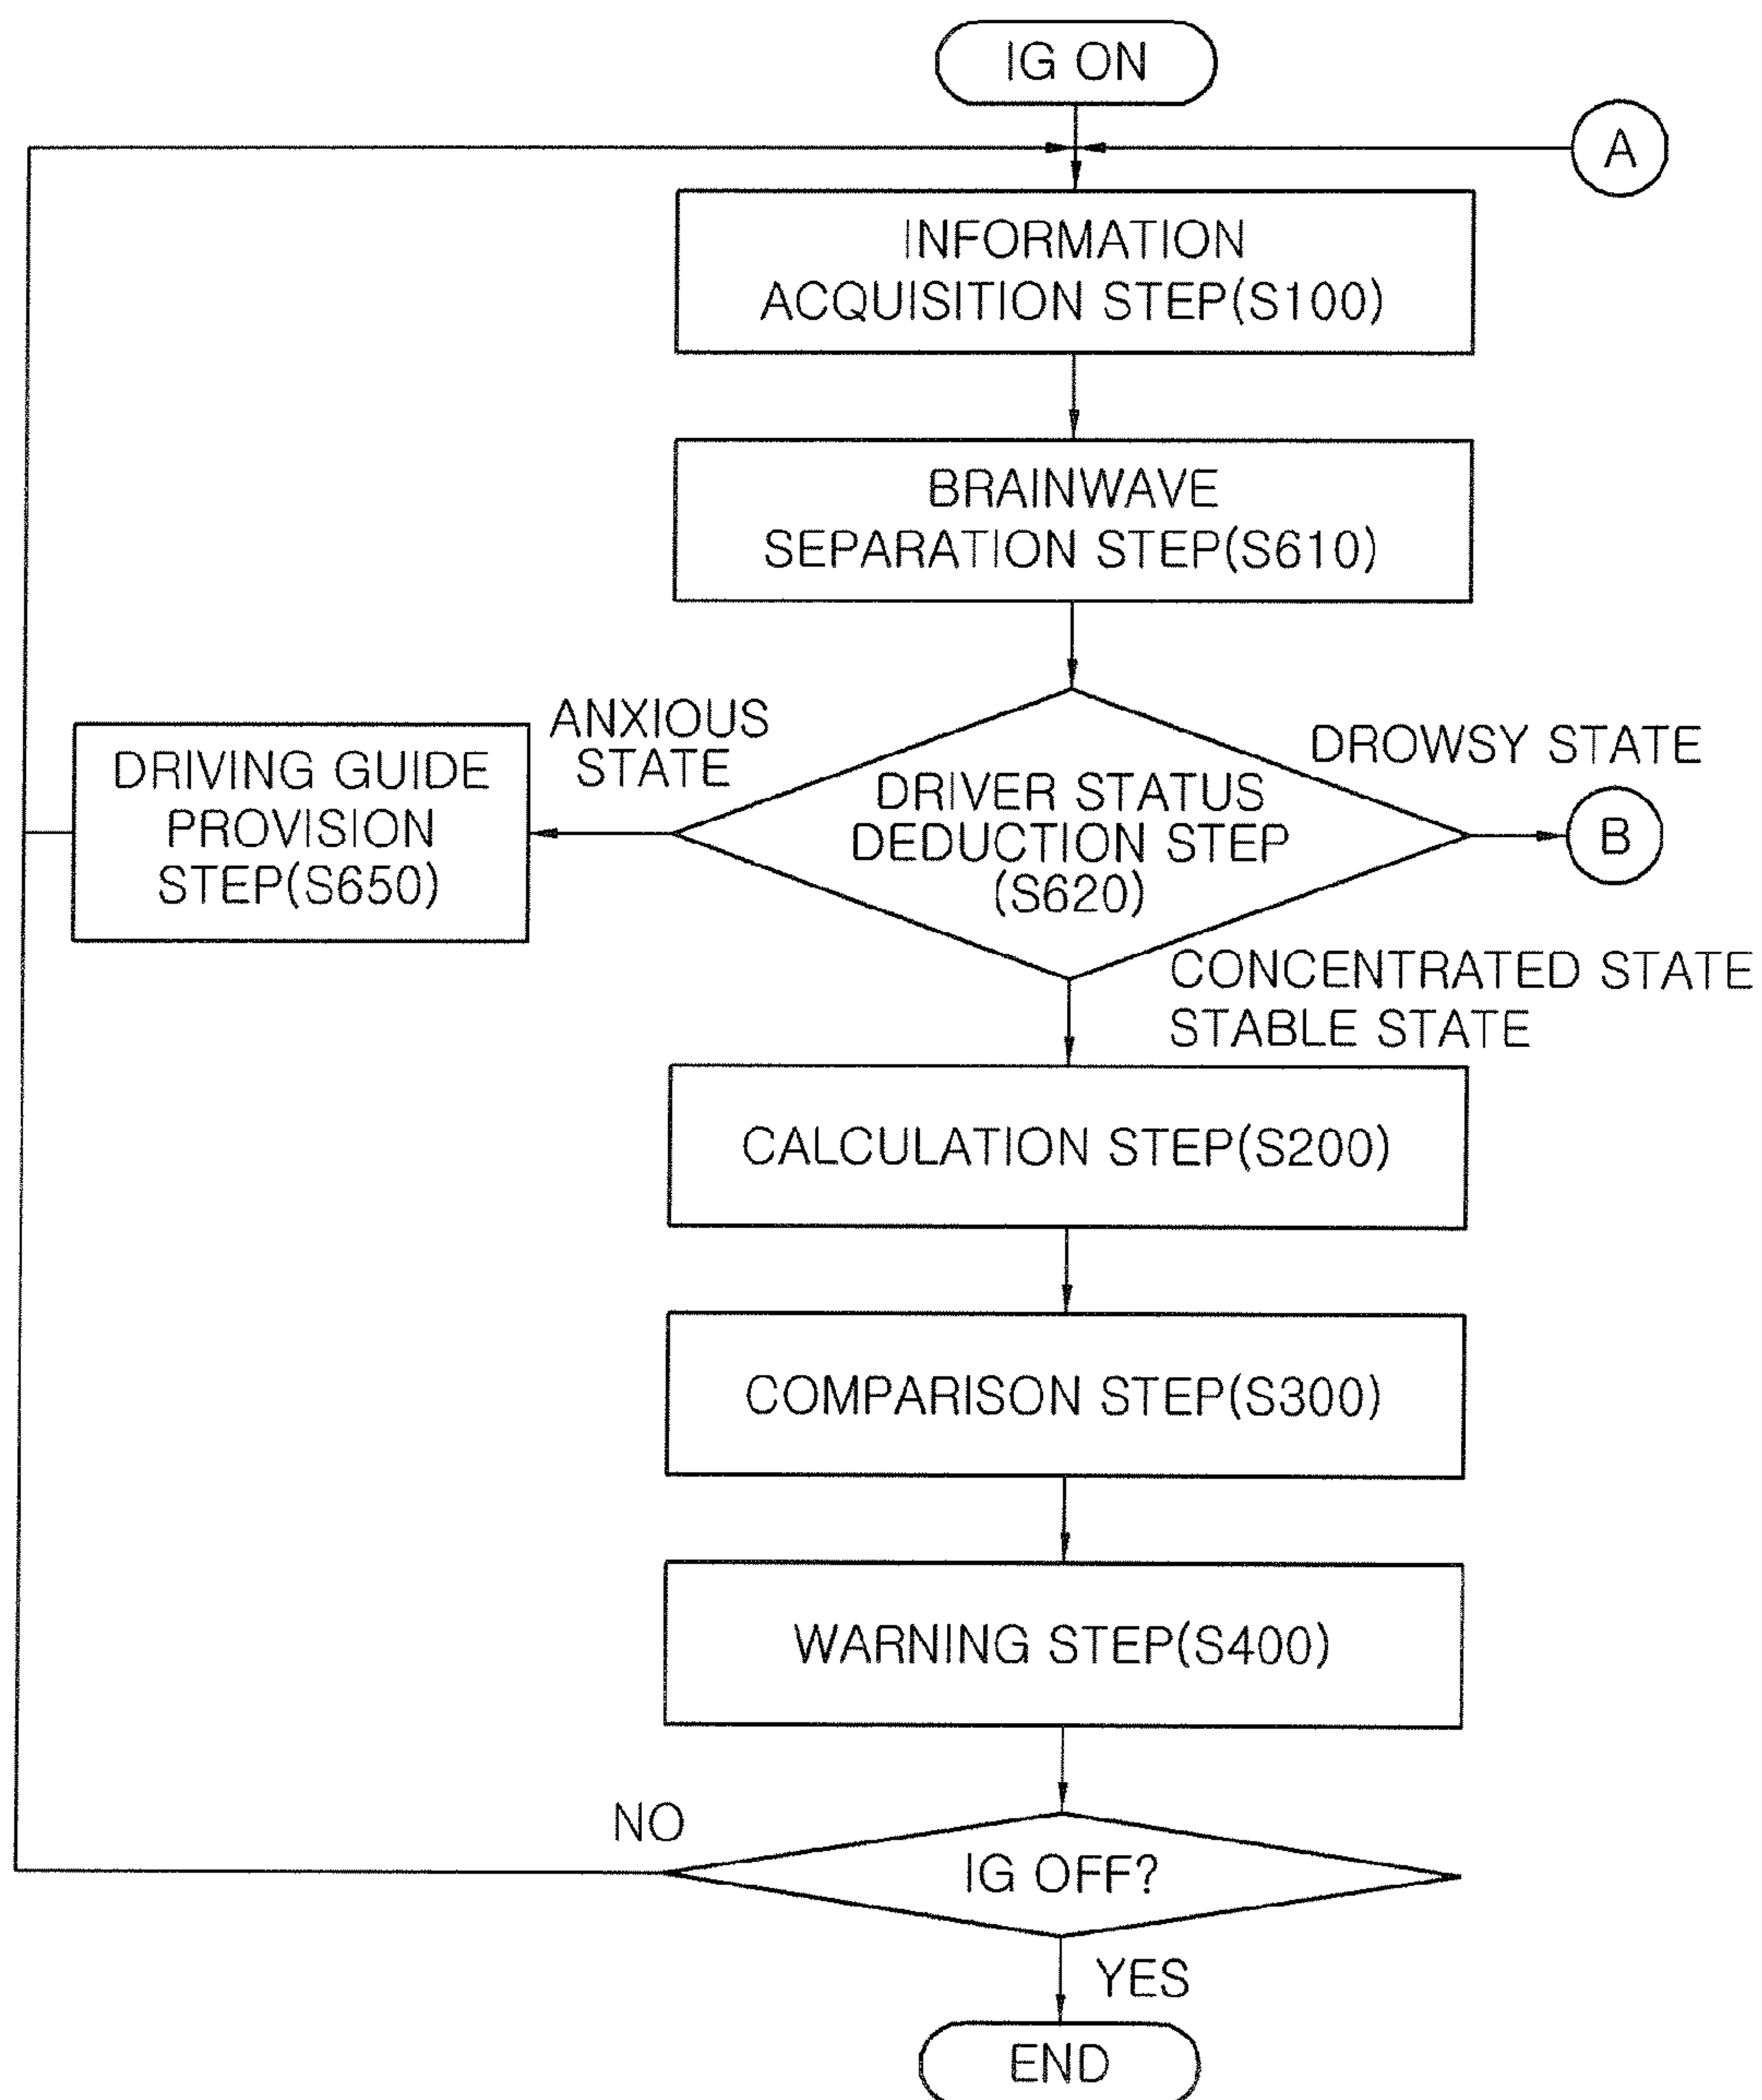 IG ON
A
INFORMATION
ACQUISITION STEP(S100)
BRAINWAVE
SEPARATION STEP(S610)
ANXIOUS
STATE
DROWSY STATE
DRIVING GUIDE
PROVISION
STEP(S650)
DRIVER STATUS
DEDUCTION STEP
(S620)
B
CONCENTRATED STATE
STABLE STATE
CALCULATION STEP(S200)
COMPARISON STEP(S300)
WARNING STEP(S400)
NO
IG OFF?
YES
END